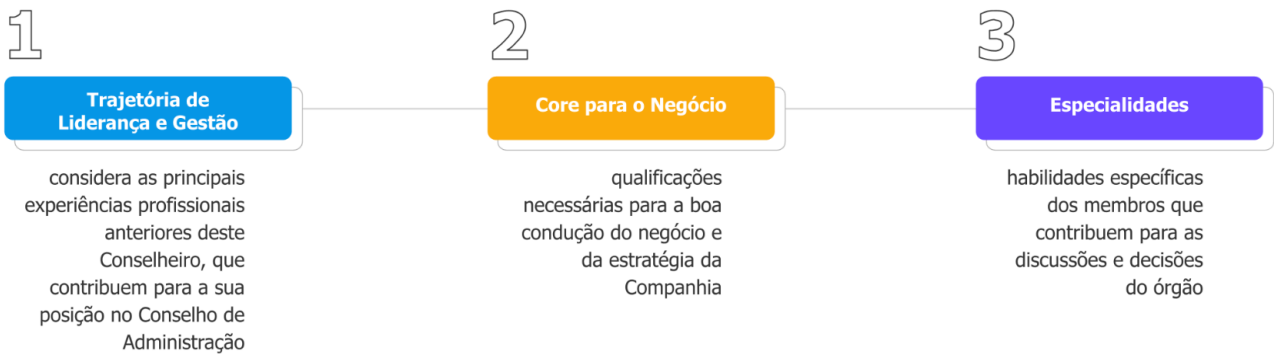 1
Trajetória de
Liderança e Gestão
considera as principais
experiências profissionais
anteriores deste
Conselheiro, que
contribuem para a sua
posição no Conselho de
Administração
2
Core para o Negócio
qualificações
necessárias para a boa
condução do negócio e
da estratégia da
Companhia
3
Especialidades
habilidades específicas
dos membros que
contribuem para as
discussões e decisões
do órgão